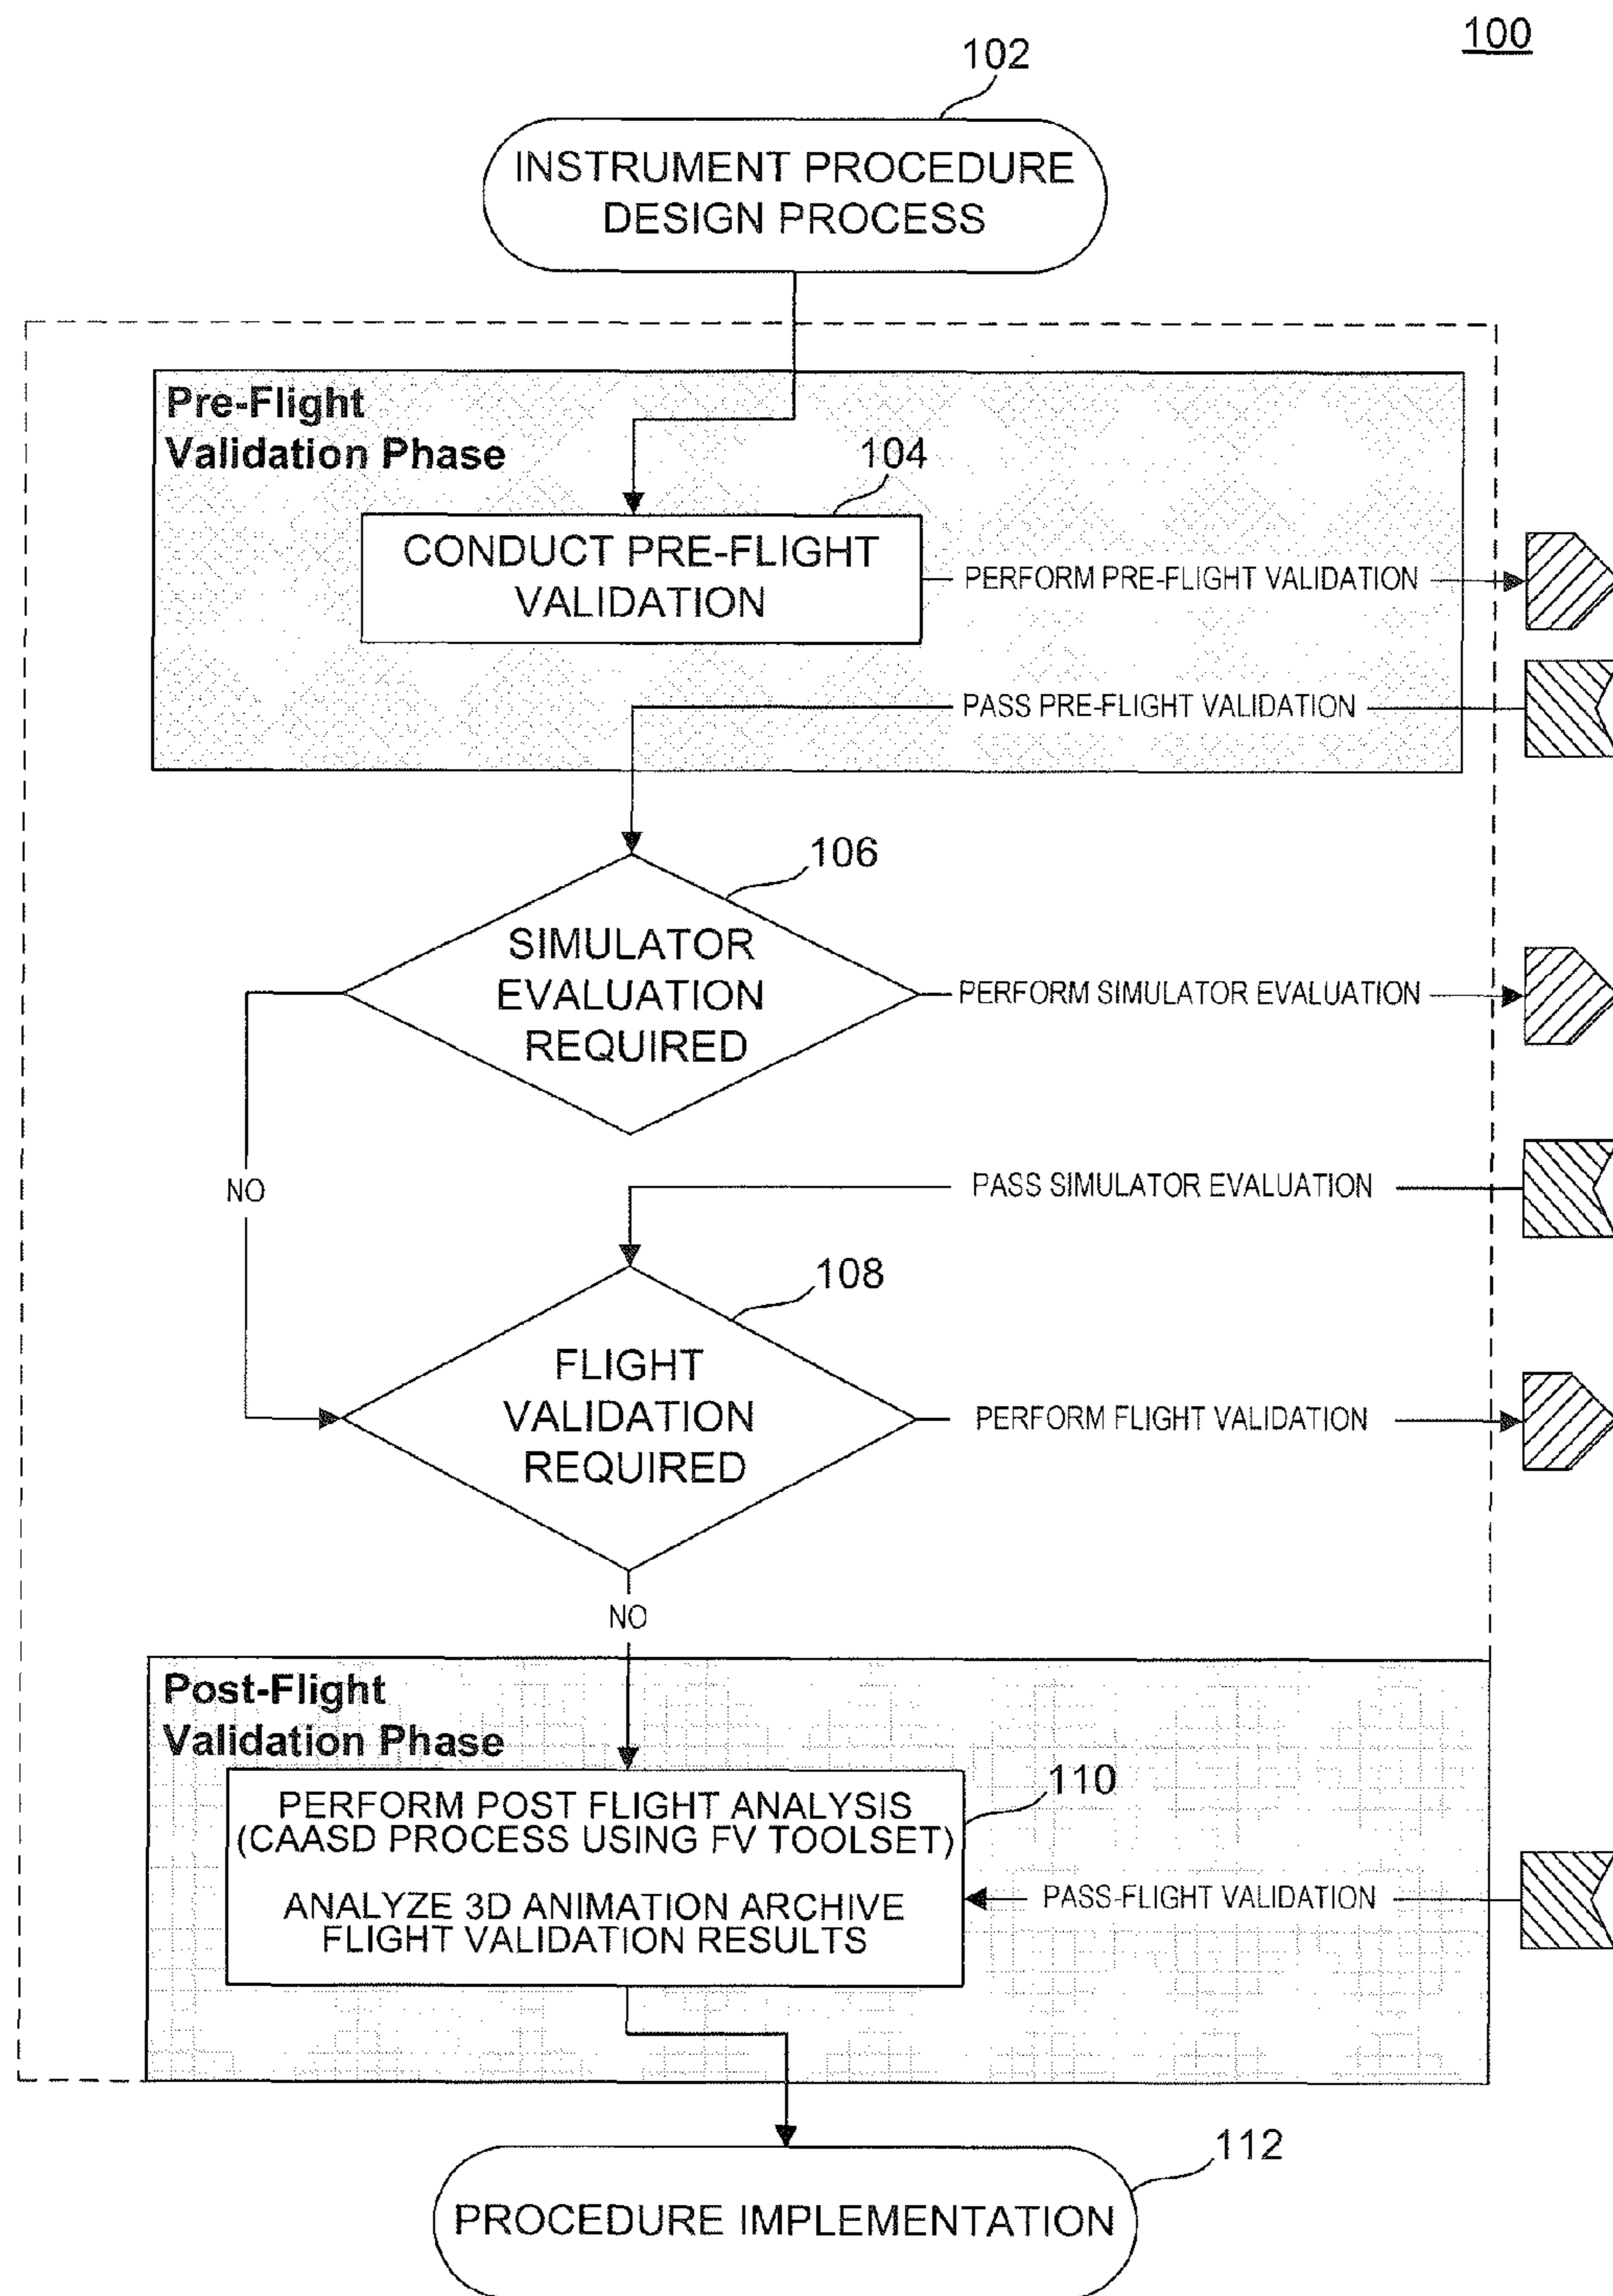 100
102
INSTRUMENT PROCEDURE
DESIGN PROCESS
Pre-Flight
Validation Phase
104
CONDUCT PRE-FLIGHT
VALIDATION
PERFORM PRE-FLIGHT VALIDATION
PASS PRE-FLIGHT VALIDATION
106
SIMULATOR
EVALUATION
REQUIRED
PERFORM SIMULATOR EVALUATION
NO
PASS SIMULATOR EVALUATION
108
FLIGHT
VALIDATION
REQUIRED
PERFORM FLIGHT VALIDATION
NO
Post-Flight
Validation Phase
110
PERFORM POST FLIGHT ANALYSIS
(CAASD PROCESS USING FV TOOLSET)
ANALYZE 3D ANIMATION ARCHIVE
FLIGHT VALIDATION RESULTS
PASS-FLIGHT VALIDATION
112
PROCEDURE IMPLEMENTATION